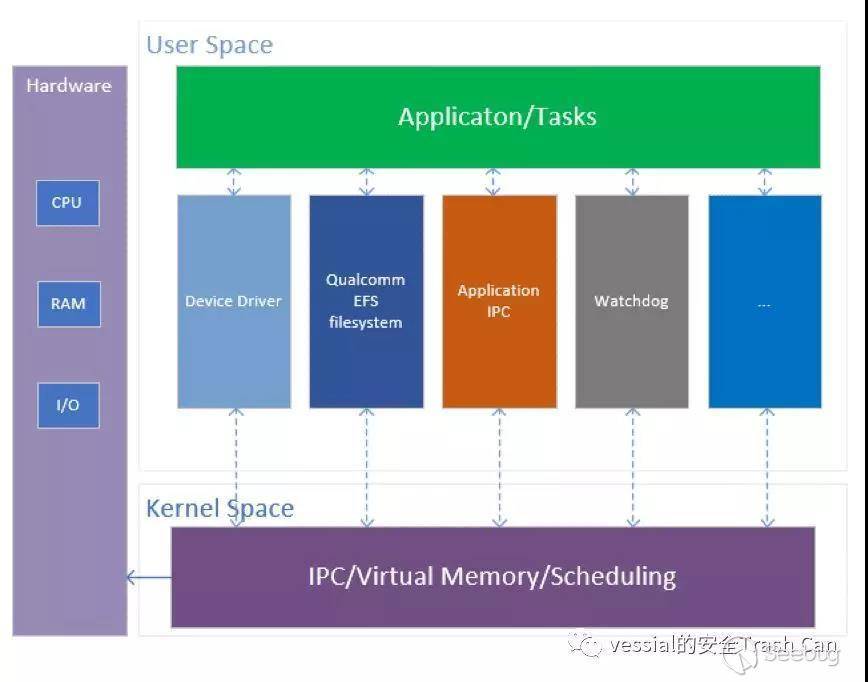 User Space
Hardware
Applicaton/Tasks
CPU
RAM
I/O
Device Driver
Qualcomm
EFS
filesystem
Application
IPC
Watchdog
...
Kernel Space
IPC/Virtual Memory/Scheduling
vessial的安全Trash Can
Seebug